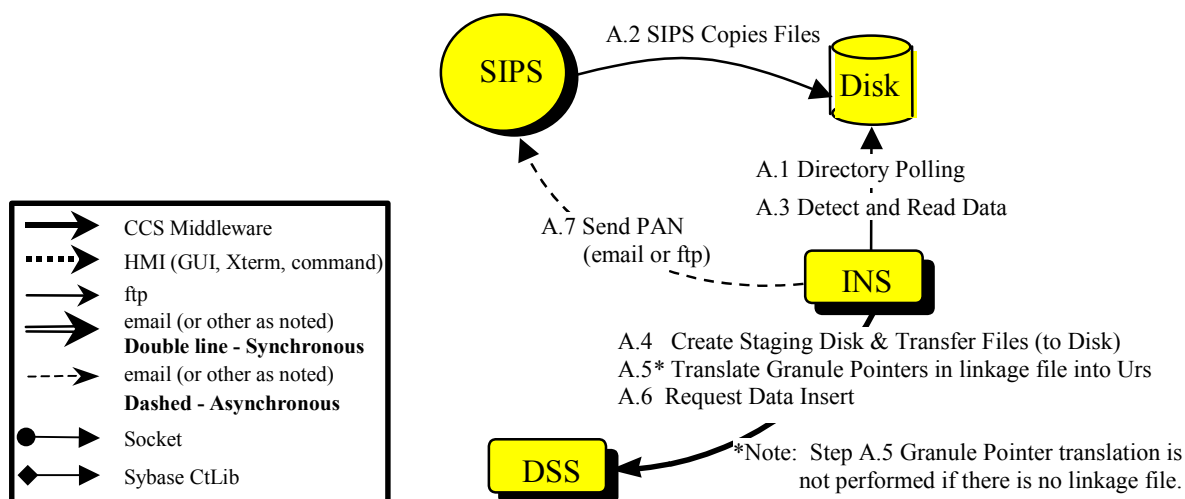 A.2 SIPS Copies Files
SIPS
Disk
A.1 Directory Polling
A.3 Detect and Read Data
A.7 Send PAN
(email or ftp)
INS
A.4 Create Staging Disk & Transfer Files (to Disk)
A.5* Translate Granule Pointers in linkage file into Urs
A.6 Request Data Insert
DSS
*Note: Step A.5 Granule Pointer translation is
not performed if there is no linkage file.
CCS Middleware
HMI (GUI, Xterm, command)
ftp
email (or other as noted)
Double line - Synchronous
email (or other as noted)
Dashed - Asynchronous
Socket
Sybase CtLib